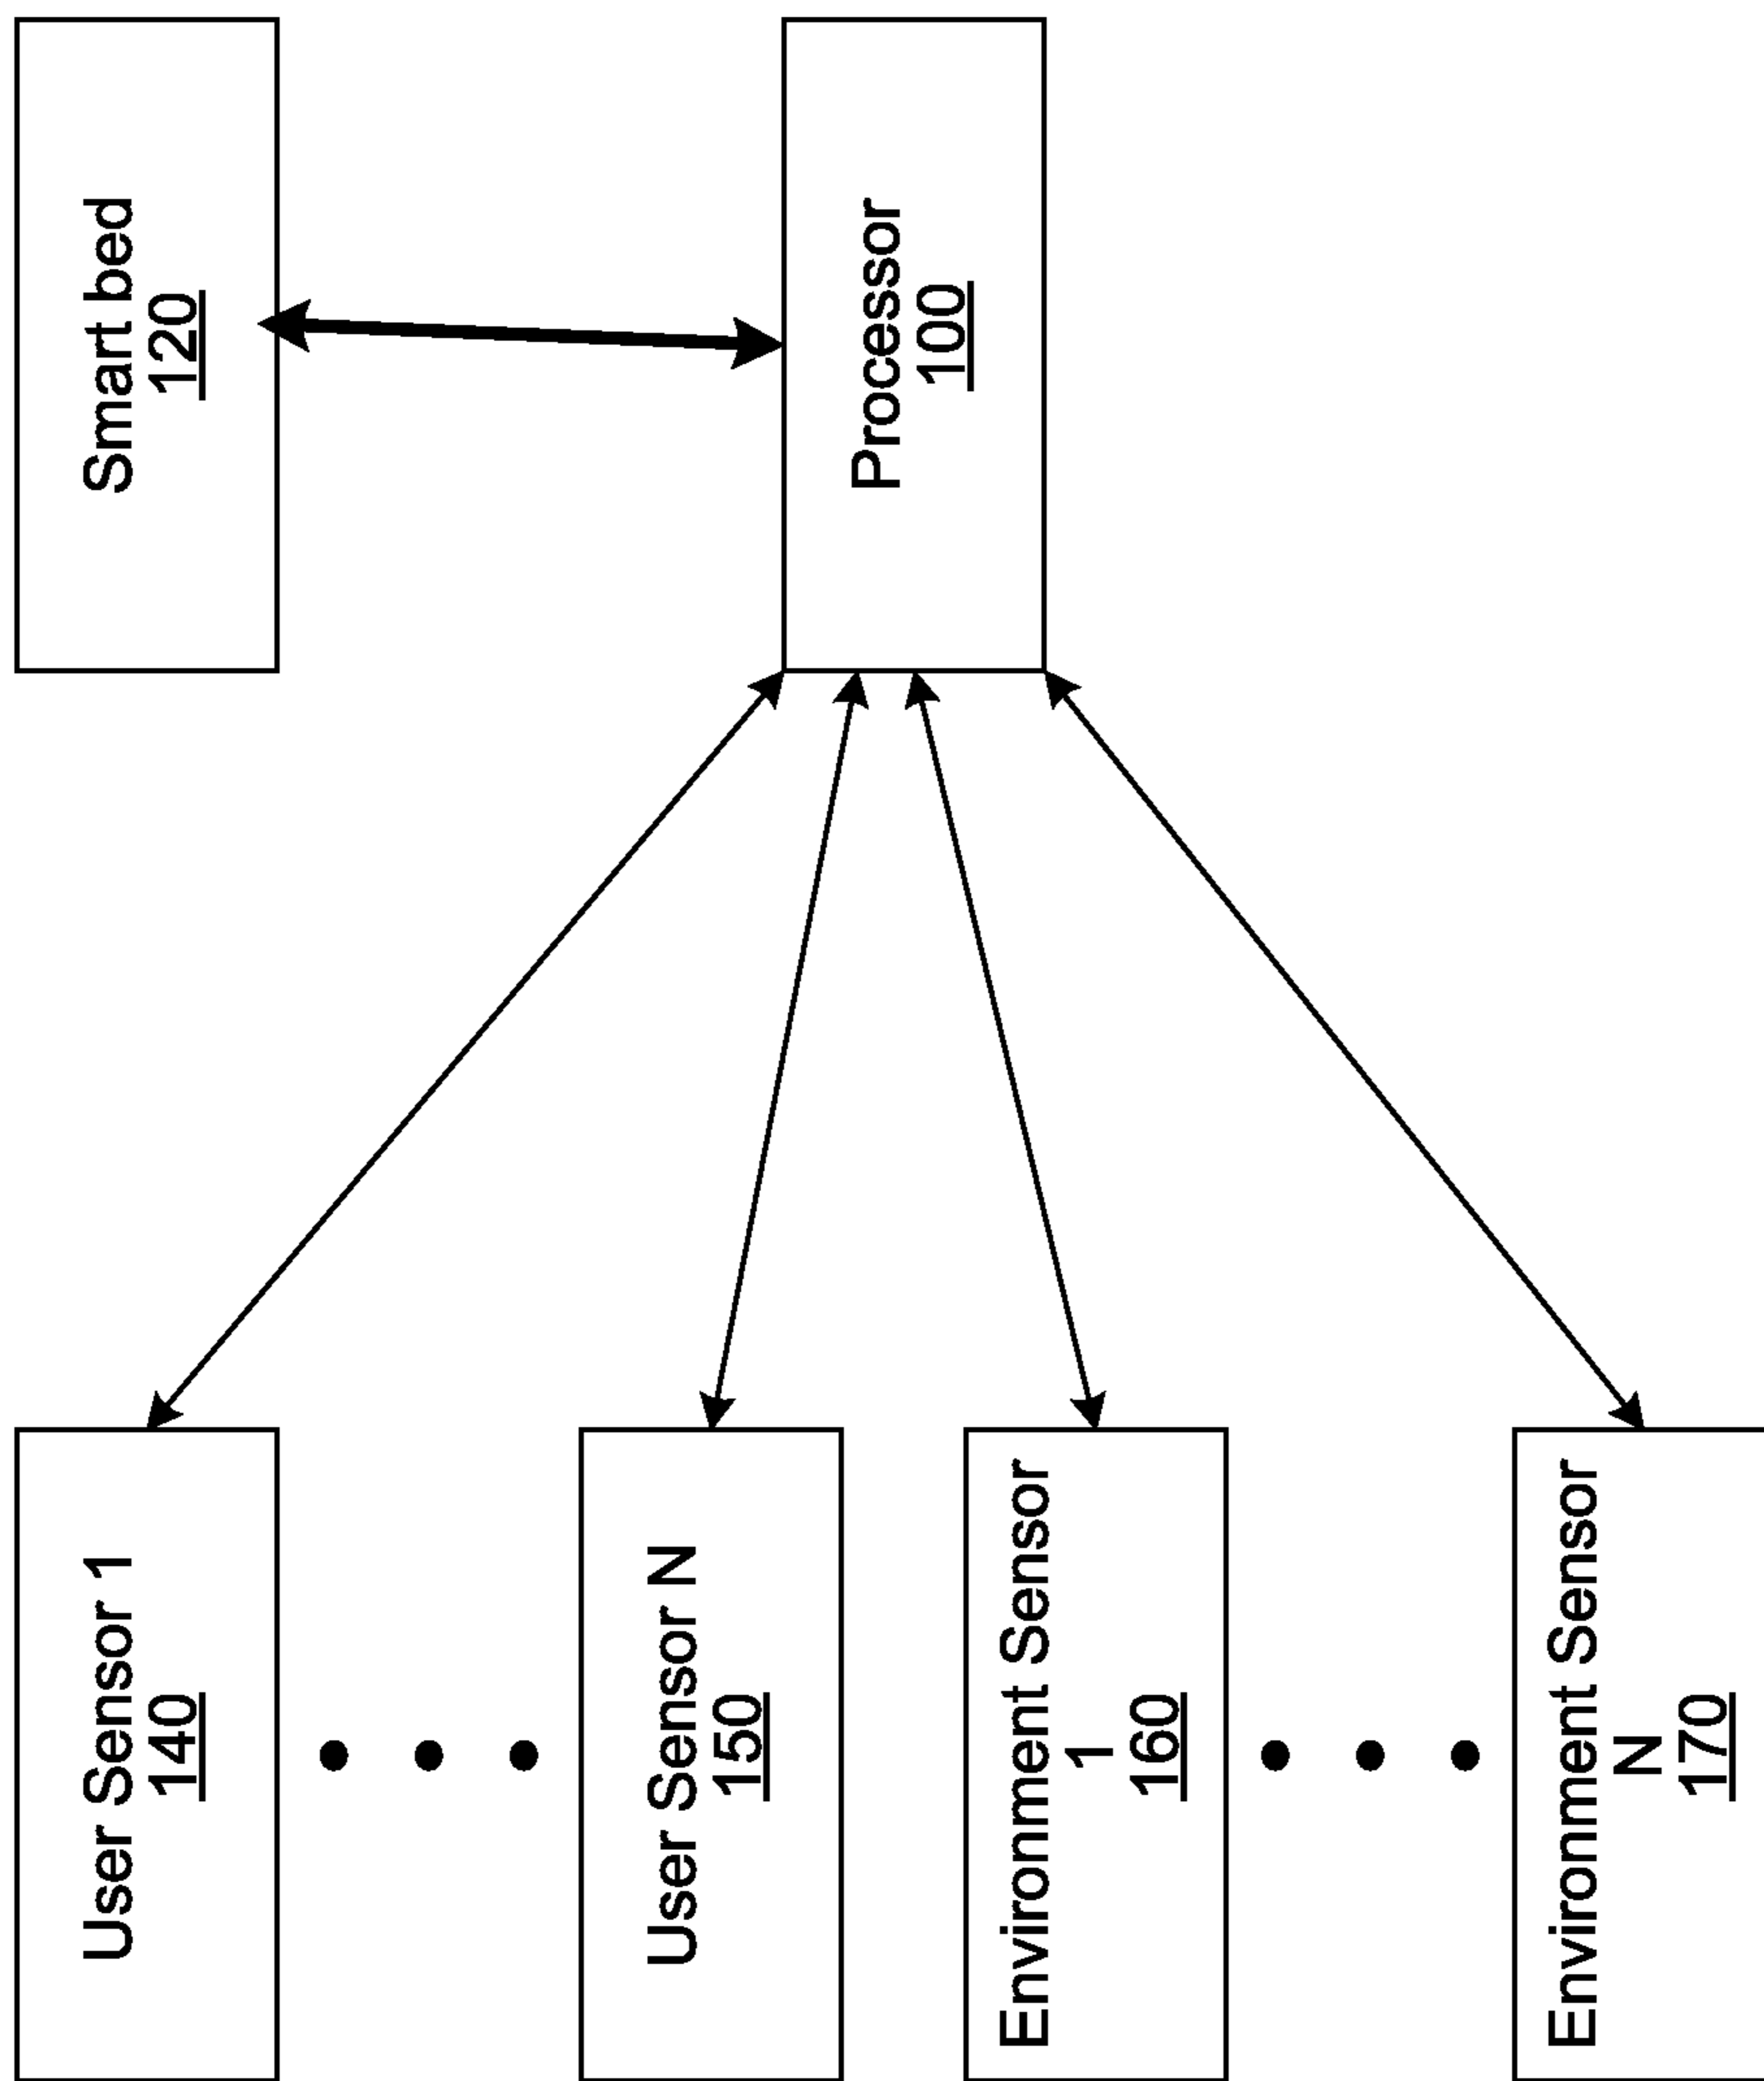 User Sensor 1
140
User Sensor N
150
Environment Sensor
1
160
Environment Sensor
N
170
Smart bed
120
Processor
100